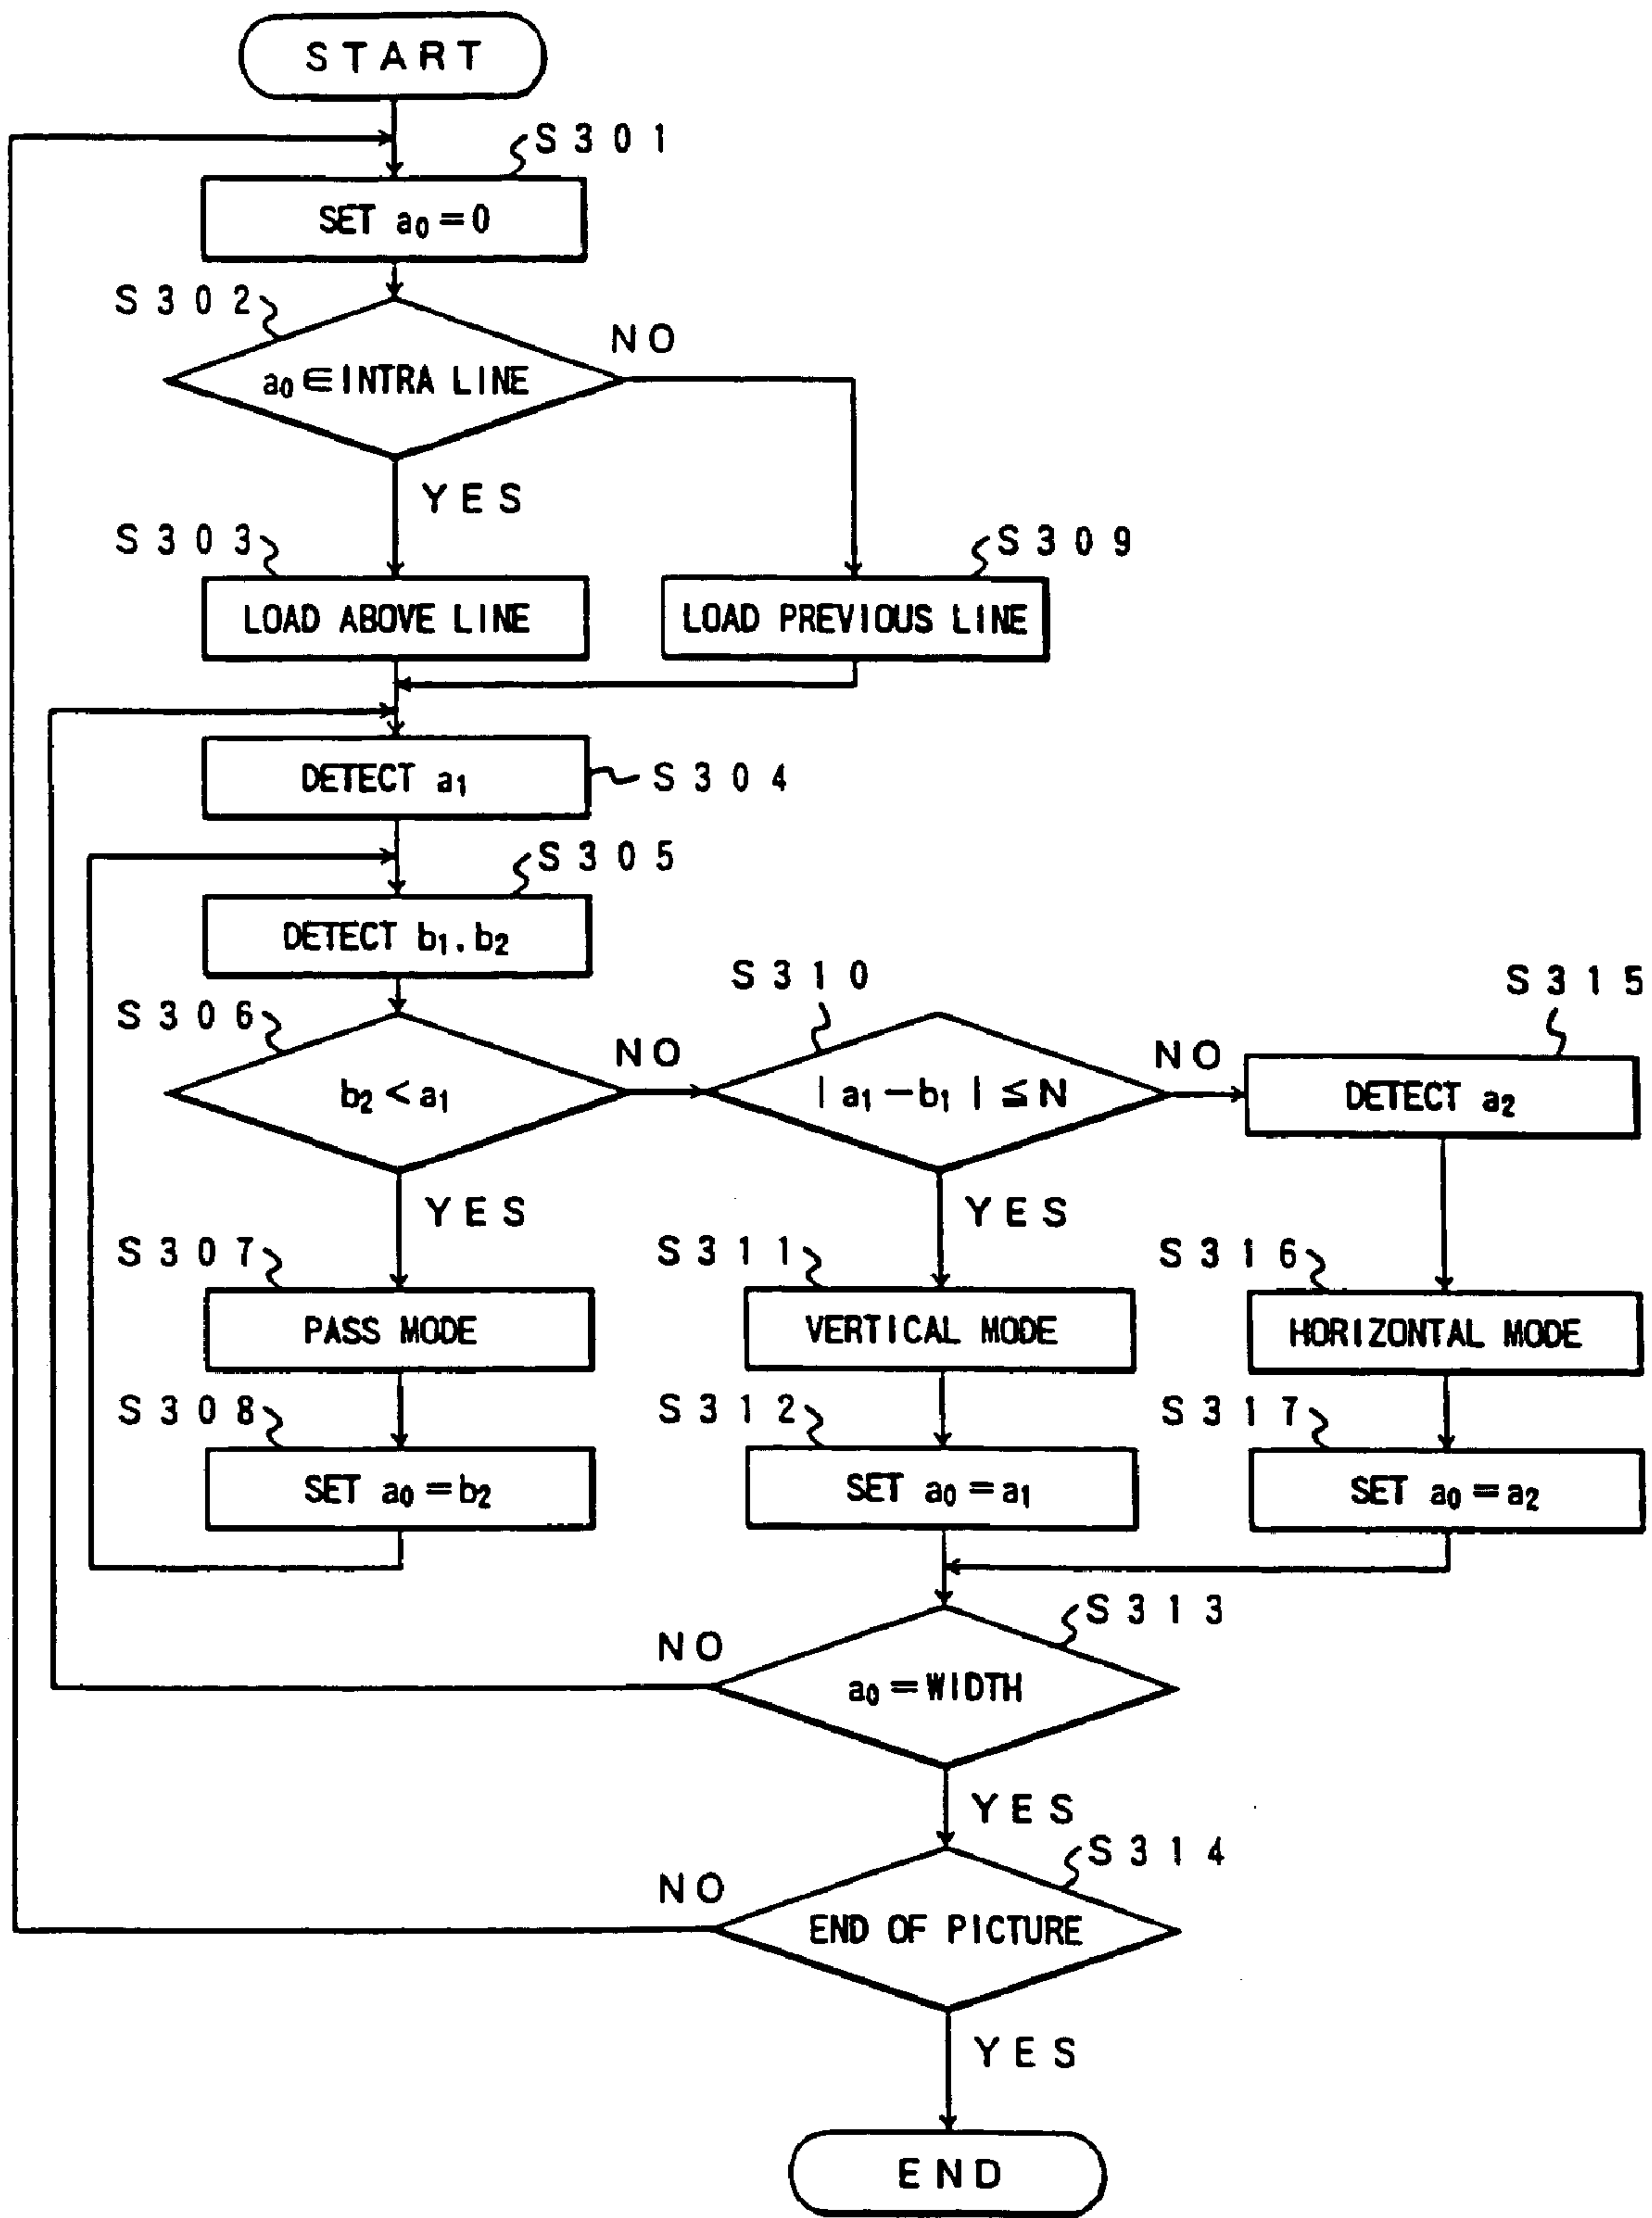 START
S301
SET a₀=0
S302
NO
a₀∈INTRA LINE
YES
S303
S309
LOAD ABOVE LINE
LOAD PREVIOUS LINE
DETECT a₁
S304
S305
DETECT b₁.b₂
S310
S315
S306
NO
NO
b₂<a₁
|a₁-b₁|≦N
DETECT a₂
YES
YES
S307
S311
S316
PASS MODE
VERTICAL MODE
HORIZONTAL MODE
S308
S312
S317
SET a₀=b₂
SET a₀=a₁
SET a₀=a₂
S313
NO
a₀=WIDTH
YES
S314
NO
END OF PICTURE
YES
END